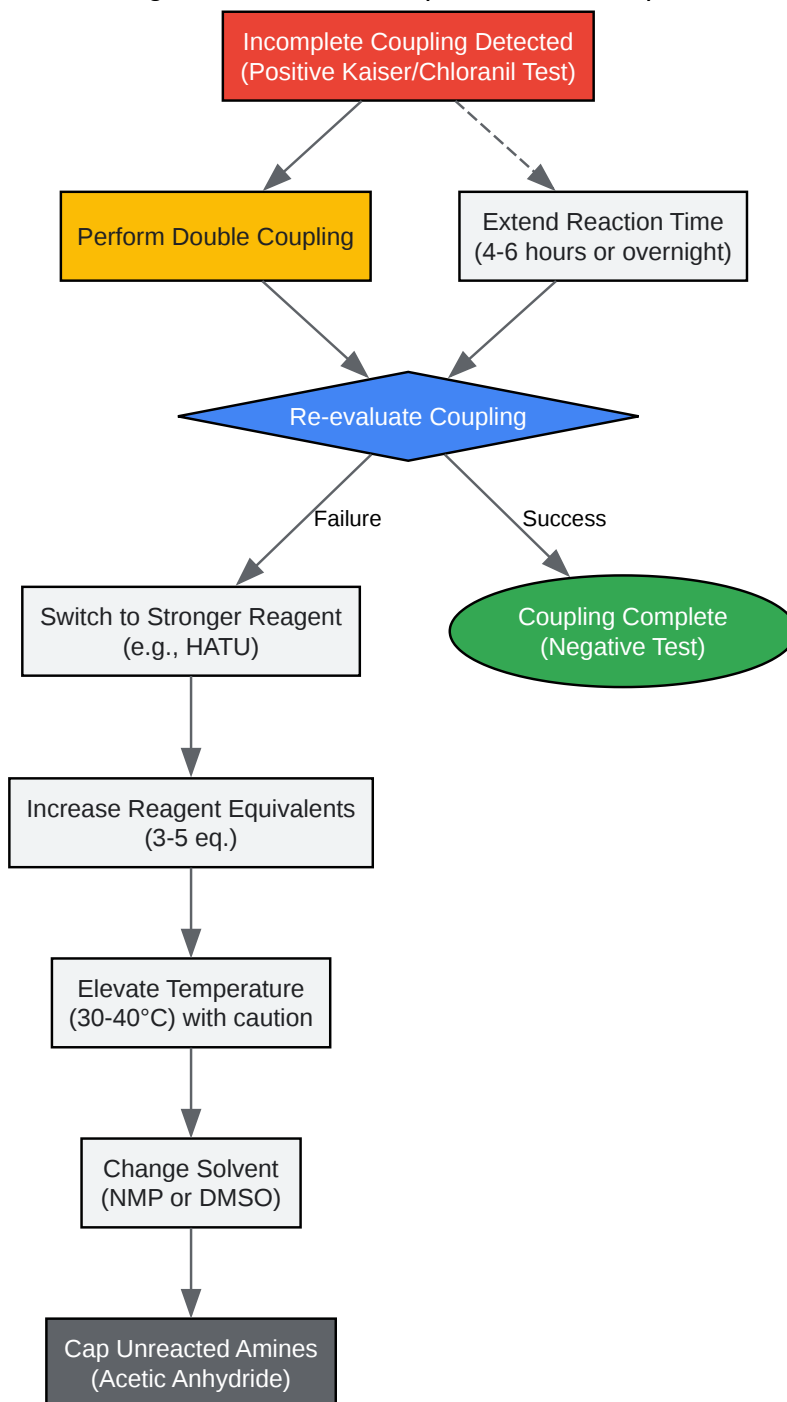 Incomplete Coupling Detected
(Positive Kaiser/Chloranil Test)
Perform Double Coupling
Extend Reaction Time
(4-6 hours or overnight)
Re-evaluate Coupling
Failure
Success
Switch to Stronger Reagent
(e.g., HATU)
Coupling Complete
(Negative Test)
Increase Reagent Equivalents
(3-5 eq.)
Elevate Temperature
(30-40°C) with caution
Change Solvent
(NMP or DMSO)
Cap Unreacted Amines
(Acetic Anhydride)